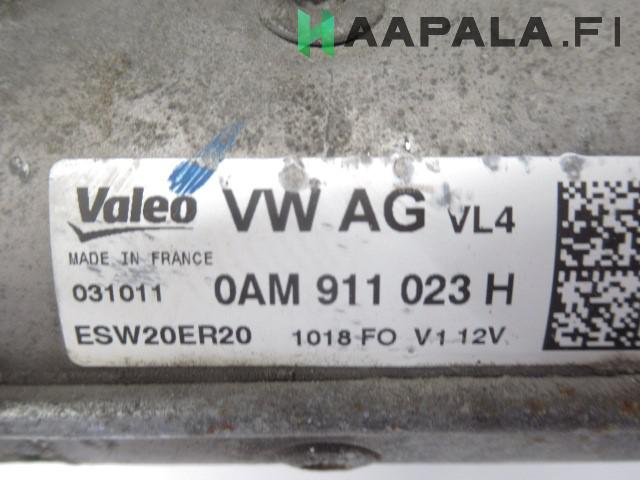 HAAPALA.FI
Valeo VW AG VL4
MADE IN FRANCE
031011 0AM 911 023 H
ESW20ER20 1018 FO V1 12V